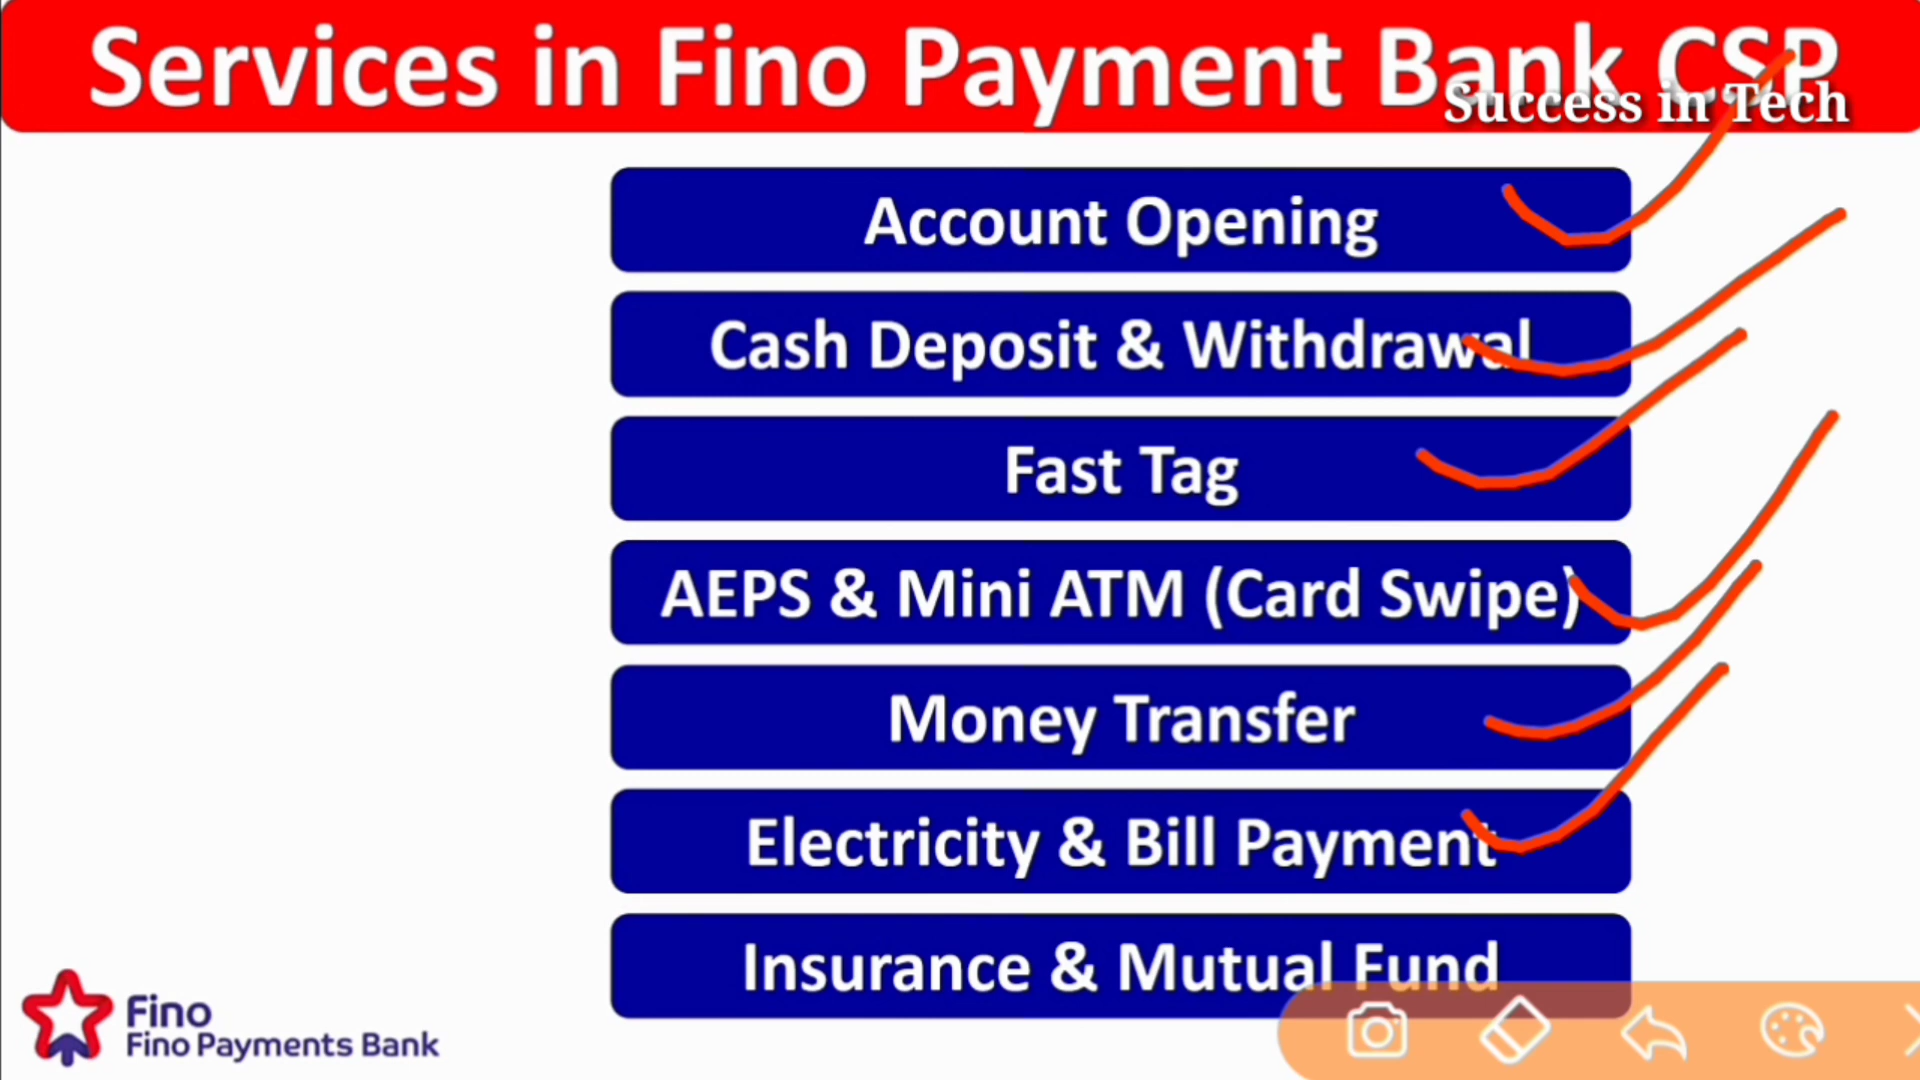 Services in Fino Payment Bank CSP
Success in Tech
Account Opening
Cash Deposit & Withdrawal
Fast Tag
AEPS & Mini ATM (Card Swipe)
Money Transfer
Electricity & Bill Payment
Insurance & Mutual Fund
Fino
Fino Payments Bank